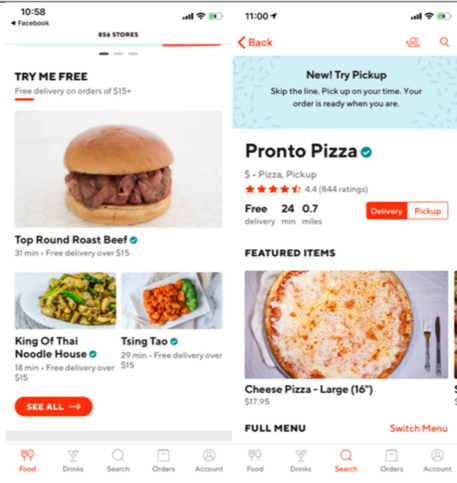 10:58
Facebook
856 STORES
TRY ME FREE
Free delivery on orders of $15+
Top Round Roast Beef
31 min • Free delivery over $15
King Of Thai
Noodle House
18 min • Free delivery over
$15
Tsing Tao
29 min • Free delivery over
$15
SEE ALL
Food
Drinks
Search
Orders
Account
11:00
Back
New! Try Pickup
Skip the line. Pick up on your time. Your
order is ready when you are.
Pronto Pizza
$ • Pizza, Pickup
4.4 (844 ratings)
Free 24 0.7
delivery min miles
Delivery Pickup
FEATURED ITEMS
Cheese Pizza - Large (16")
$17.95
FULL MENU
Switch Menu
Food
Drinks
Search
Orders
Account